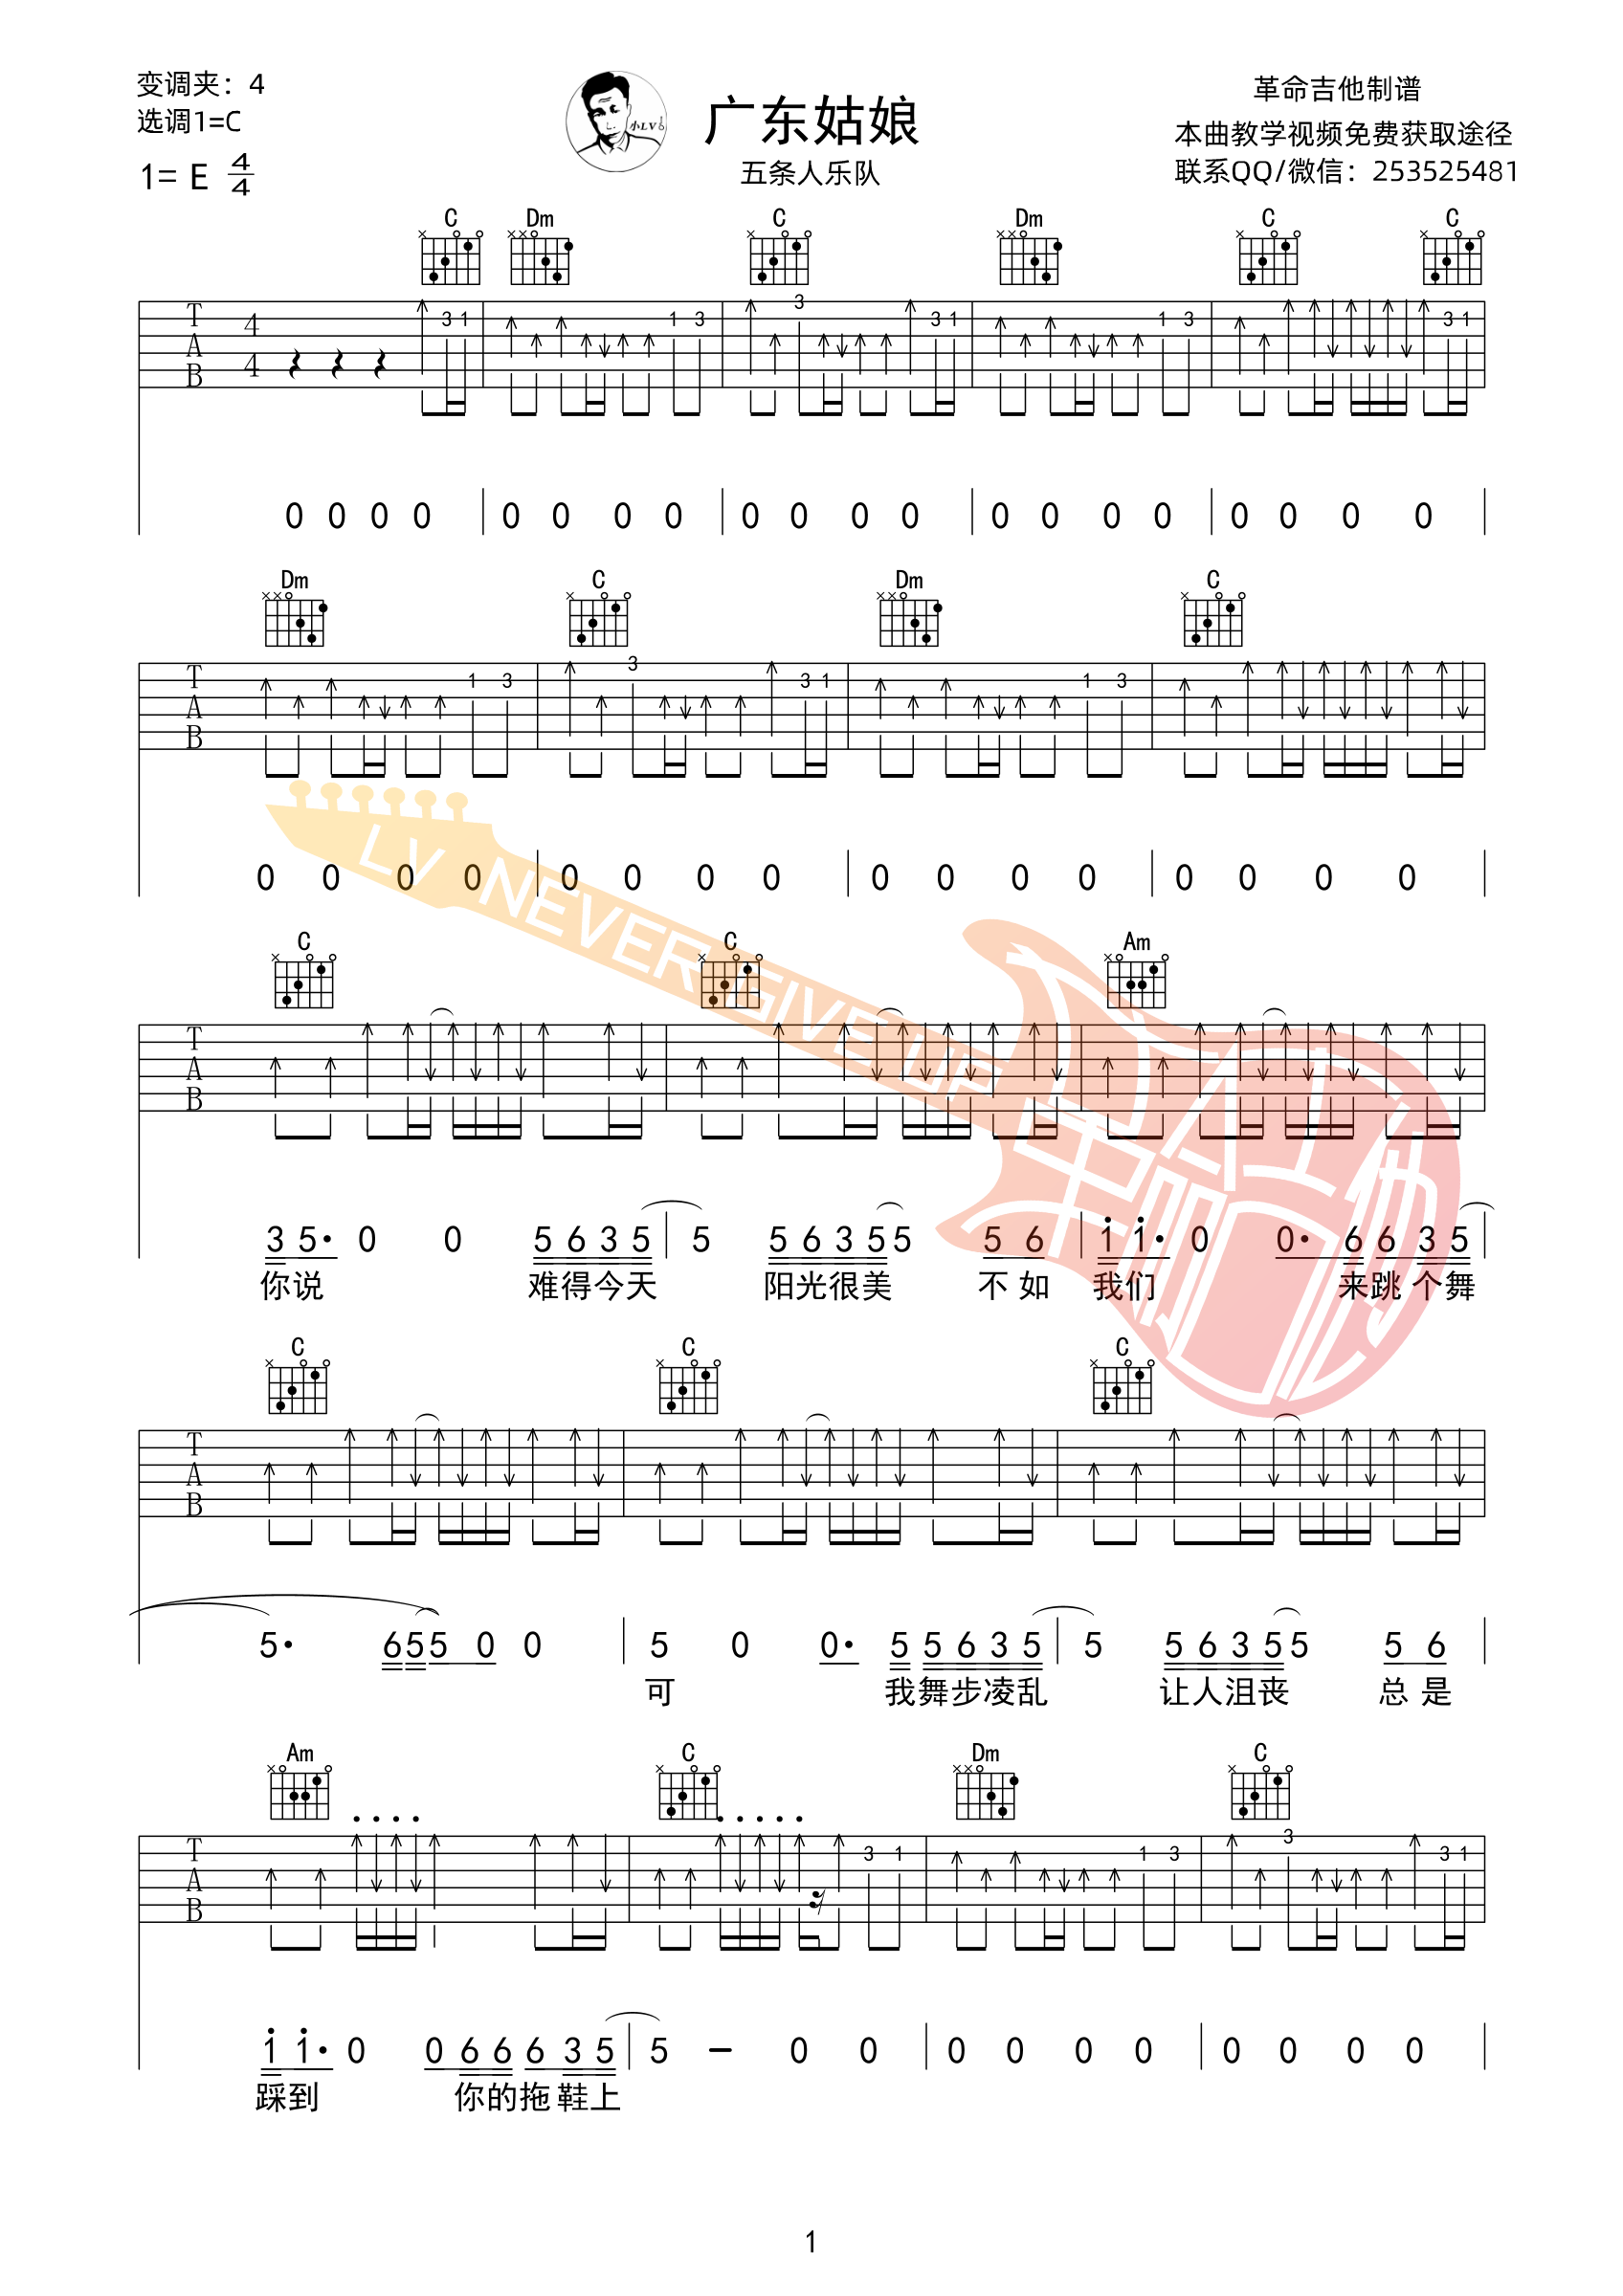 变调夹：4
选调1=C
1= E 4/4
小LV
广东姑娘
五条人乐队
革命吉他制谱
本曲教学视频免费获取途径
联系QQ/微信：253525481
C Dm C Dm C C
T A B 4 4 3 1 1 3 3 3 1 1 3 3 1
0 0 0 0 0 0 0 0 0 0 0 0 0 0 0 0 0 0 0 0
Dm C Dm C
T A B 1 3 3 3 1 1 3
0 0 0 0 0 0 0 0 0 0 0 0 0 0 0 0
LV NEVER GIVE UP
C C Am
T A B
3 5· 0 0 5 6 3 5 5 5 6 3 5 5 5 6 1 1· 0 0· 6 6 3 5
你说 难得今天 阳光很美 不如 我们 来跳个舞
C C C
T A B
5· 6 5 5 0 0 5 0 0· 5 5 6 3 5 5 5 6 3 5 5 5 6
可 我舞步凌乱 让人沮丧 总是
Am C Dm C
T A B 3 1 1 3 3 3 1
1 1· 0 0 6 6 6 3 5 5 – 0 0 0 0 0 0 0 0 0 0
踩到 你的拖鞋上
1